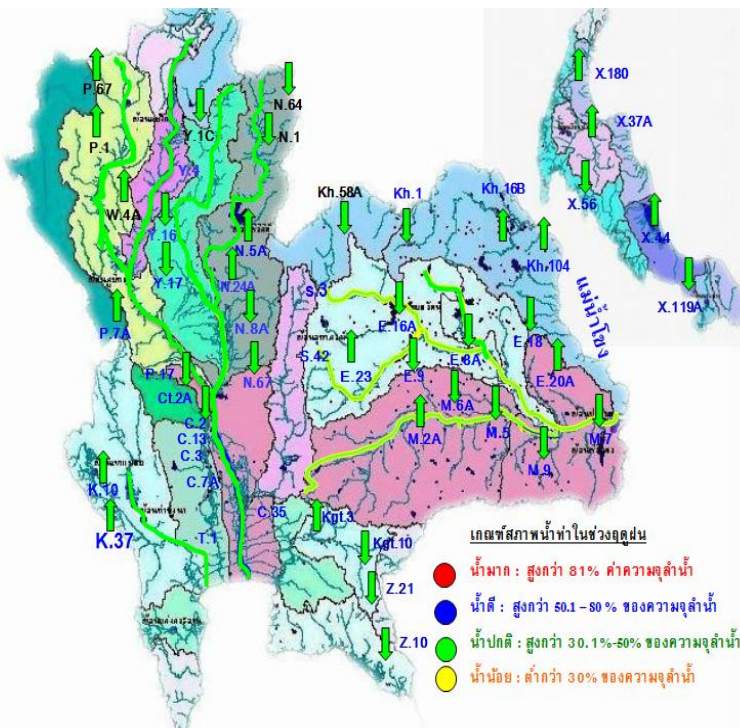 P.67
N.64
P.1
Y.1C
N.1
Y.4
W.4A
Y.16
N.5A
Y.17
N.24A
P.7A
N.8A
P.17
N.67
Ct.2A
C.2
C.13
C.3
C.7A
C.35
K.10
K.37
T.1
Kh.58A
Kh.1
Kh.16B
Kh.104
แม่น้ำโขง
s.3
S.42
E.16A
E.8A
E.18
E.23
E.9
E.20A
M.6A
M.2A
M.5
M.9
M.7
Kgt.3
Kgt.10
Z.21
Z.10
X.180
X.37A
X.56
X.44
X.119A
เกณฑ์สภาพน้ำท่าในช่วงฤดูฝน
น้ำมาก : สูงกว่า 81% ค่าความจุลำน้ำ
น้ำดี : สูงกว่า 50.1 – 80 % ของความจุลำน้ำ
น้ำปกติ : สูงกว่า 30.1%-50% ของความจุลำน้ำ
น้ำน้อย : ต่ำกว่า 30% ของความจุลำน้ำ